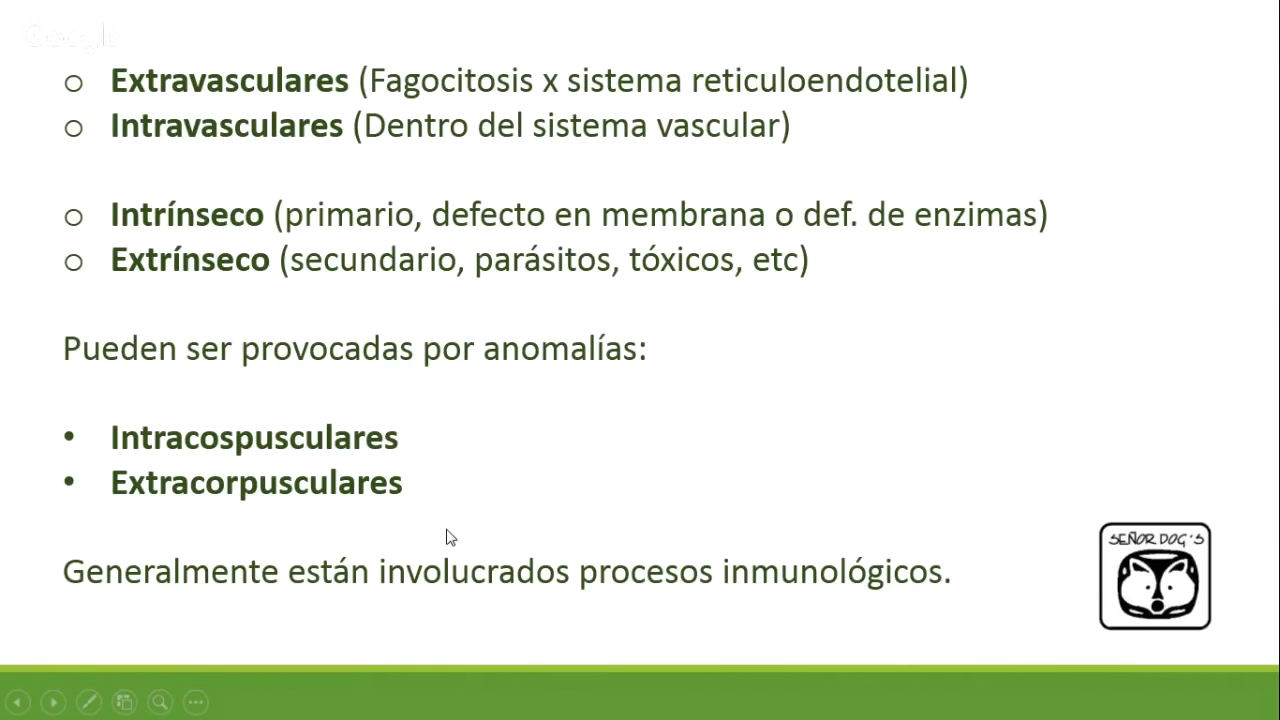 Google
o Extravasculares (Fagocitosis x sistema reticuloendotelial)
o Intravasculares (Dentro del sistema vascular)
o Intrínseco (primario, defecto en membrana o def. de enzimas)
o Extrínseco (secundario, parásitos, tóxicos, etc)
Pueden ser provocadas por anomalías:
• Intracospusculares
• Extracorpusculares
SEÑOR DOG'S
Generalmente están involucrados procesos inmunológicos.